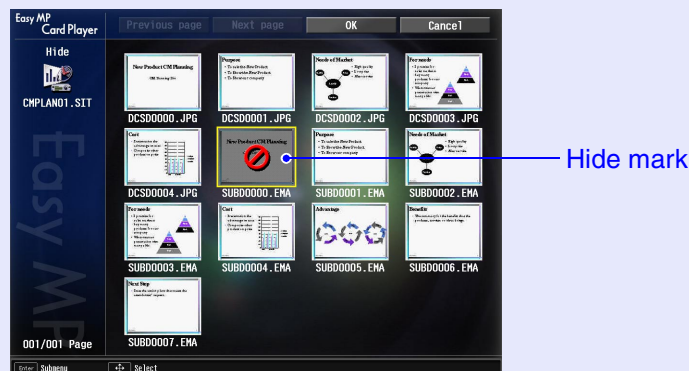 Easy MP
Card Player
Previous page
Next page
OK
Cancel
Hide
CMPLAN01.SIT
New Product CM Planning
DCSD0000.JPG
Purpose
DCSD0001.JPG
Needs of Market
DCSD0002.JPG
For needs
DCSD0003.JPG
Cost
DCSD0004.JPG
New Product CM Planning
SUBD0000.EMA
Hide mark
Purpose
SUBD0001.EMA
Needs of Market
SUBD0002.EMA
For needs
SUBD0003.EMA
Cost
SUBD0004.EMA
Advantage
SUBD0005.EMA
Benefits
SUBD0006.EMA
Next Step
SUBD0007.EMA
Easy MP
001/001 Page
Enter Submenu
Select